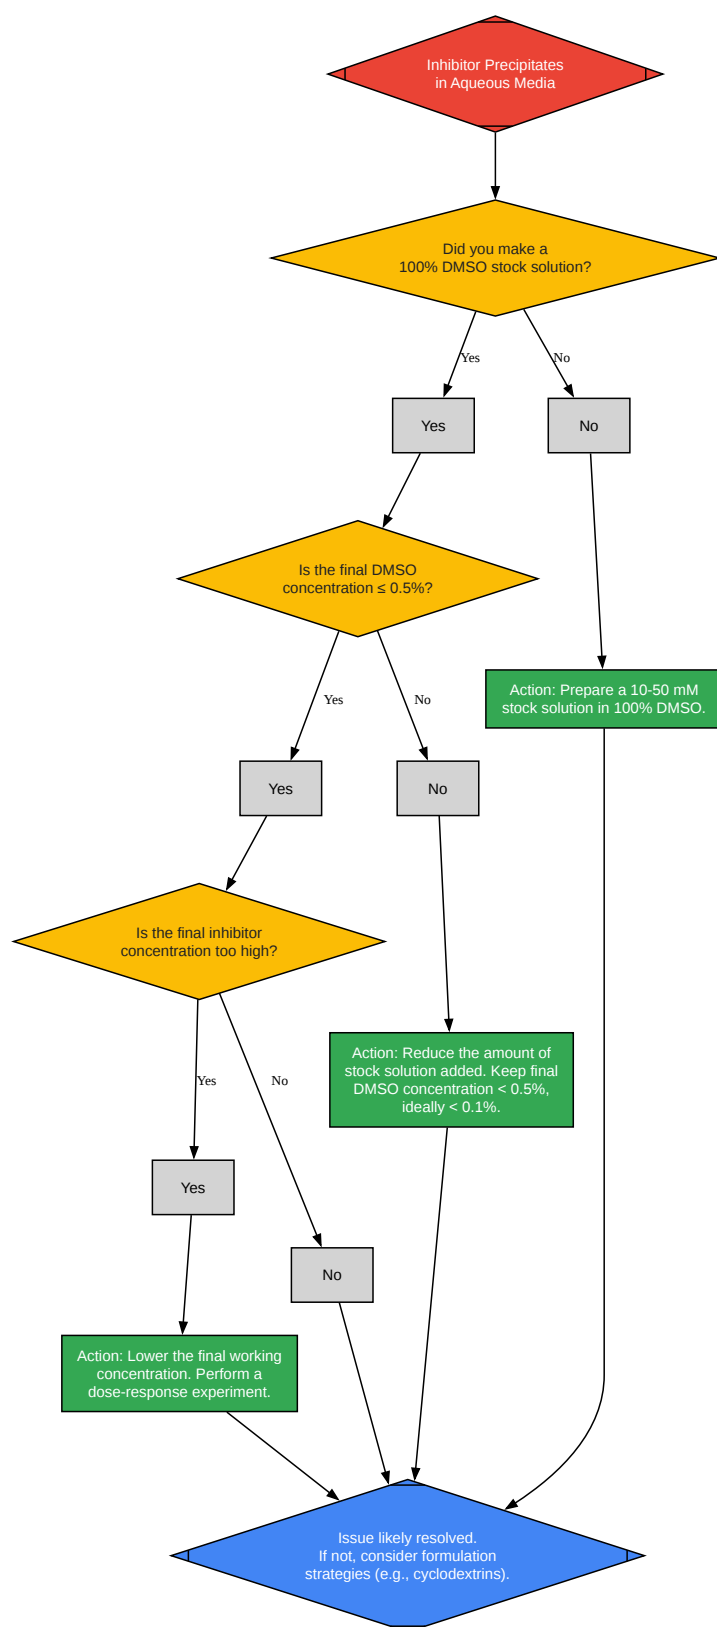 Inhibitor Precipitates
in Aqueous Media
Did you make a
100% DMSO stock solution?
Yes
No
Yes
No
Is the final DMSO
concentration ≤ 0.5%?
Action: Prepare a 10-50 mM
stock solution in 100% DMSO.
Yes
No
Yes
No
Is the final inhibitor
concentration too high?
Action: Reduce the amount of
stock solution added. Keep final
DMSO concentration < 0.5%,
ideally < 0.1%.
Yes
No
Yes
No
Action: Lower the final working
concentration. Perform a
dose-response experiment.
Issue likely resolved.
If not, consider formulation
strategies (e.g., cyclodextrins).